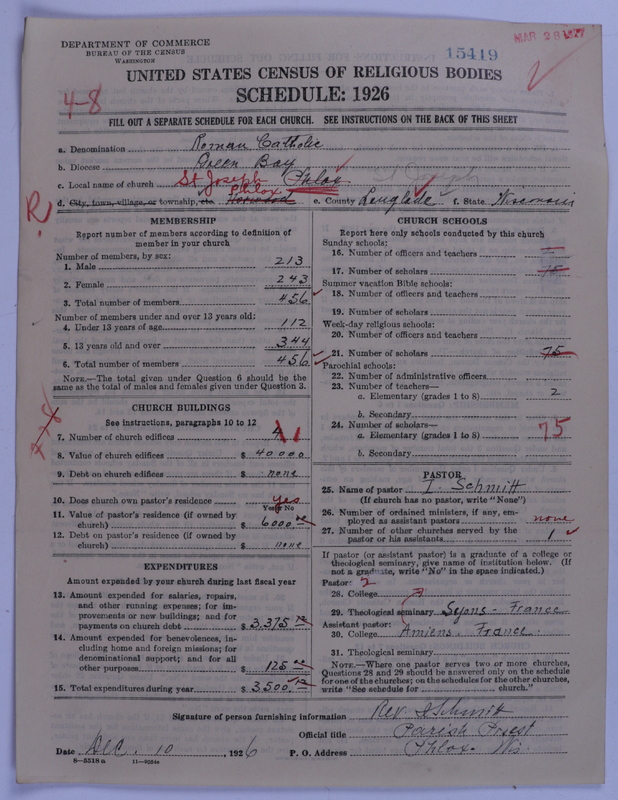 DEPARTMENT OF COMMERCE
BUREAU OF THE CENSUS
WASHINGTON
15419
MAR 28 1927
UNITED STATES CENSUS OF RELIGIOUS BODIES
SCHEDULE: 1926
4-8
FILL OUT A SEPARATE SCHEDULE FOR EACH CHURCH. SEE INSTRUCTIONS ON THE BACK OF THIS SHEET
a. Denomination Roman Catholic
b. Diocese Green Bay
c. Local name of church St Joseph Phlox
d. City, town, village, or township, etc. Phlox Norwood e. County Langlade f. State Wisconsin
R
MEMBERSHIP
Report number of members according to definition of
member in your church
Number of members, by sex:
1. Male 213
2. Female 243
3. Total number of members 456
Number of members under and over 13 years old:
4. Under 13 years of age 112
5. 13 years old and over 344
6. Total number of members 456
NOTE.—The total given under Question 6 should be the
same as the total of males and females given under Question 3.
CHURCH BUILDINGS
See instructions, paragraphs 10 to 12
7. Number of church edifices 1
8. Value of church edifices $ 40000
9. Debt on church edifices $ none
10. Does church own pastor's residence yes
Yes or No
11. Value of pastor's residence (if owned by
church) $ 6000.00
12. Debt on pastor's residence (if owned by
church) $ none
EXPENDITURES
Amount expended by your church during last fiscal year
13. Amount expended for salaries, repairs,
and other running expenses; for im-
provements or new buildings; and for
payments on church debt $ 3.375
14. Amount expended for benevolences, in-
cluding home and foreign missions; for
denominational support; and for all
other purposes $ 125
15. Total expenditures during year $ 3500
CHURCH SCHOOLS
Report here only schools conducted by this church
Sunday schools:
16. Number of officers and teachers
17. Number of scholars 75
Summer vacation Bible schools:
18. Number of officers and teachers
19. Number of scholars
Week-day religious schools:
20. Number of officers and teachers
21. Number of scholars 75
Parochial schools:
22. Number of administrative officers
23. Number of teachers—
a. Elementary (grades 1 to 8) 2
b. Secondary
24. Number of scholars—
a. Elementary (grades 1 to 8) 75
b. Secondary
PASTOR
25. Name of pastor I. Schmitt
(If church has no pastor, write "None")
26. Number of ordained ministers, if any, em-
ployed as assistant pastors none
27. Number of other churches served by the
pastor or his assistants 1
If pastor (or assistant pastor) is a graduate of a college or
theological seminary, give name of institution below. (If
not a graduate, write "No" in the space indicated.)
Pastor: 2
28. College
29. Theological seminary Lyons - France
Assistant pastor:
30. College Amiens. France.
31. Theological seminary
NOTE.—Where one pastor serves two or more churches,
Questions 28 and 29 should be answered only on the schedule
for one of the churches; on the schedules for the other churches,
write "See schedule for church."
Signature of person furnishing information Rev. I Schmitt
Official title Parish Priest
Date Dec. 10, 1926 P. O. Address Phlox - Wis
8-5518 a